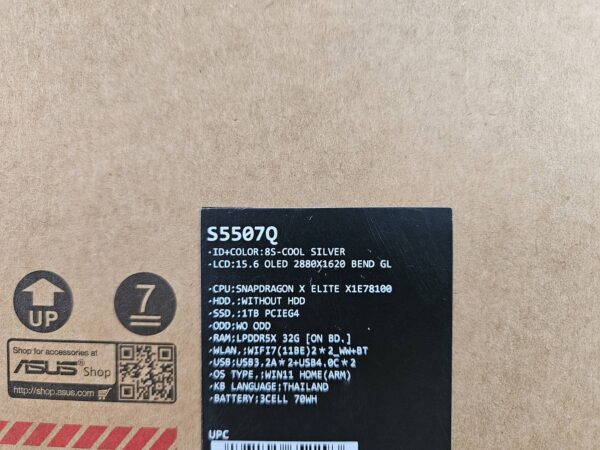 S5507Q
-ID+COLOR:8S-COOL SILVER
-LCD:15.6 OLED 2880X1620 BEND GL
-CPU:SNAPDRAGON X ELITE X1E78100
-HDD.:WITHOUT HDD
-SSD.:1TB PCIEG4
-ODD:WO ODD
-RAM:LPDDR5X 32G [ON BD.]
-WLAN,:WIFI7(11BE)2*2_WW+BT
-USB:USB3.2A*2+USB4.0C*2
-OS TYPE,:WIN11 HOME(ARM)
-KB LANGUAGE:THAILAND
-BATTERY:3CELL 70WH
UPC
UP
7
Shop for accessories at
ASUS® Shop
http://shop.asus.com